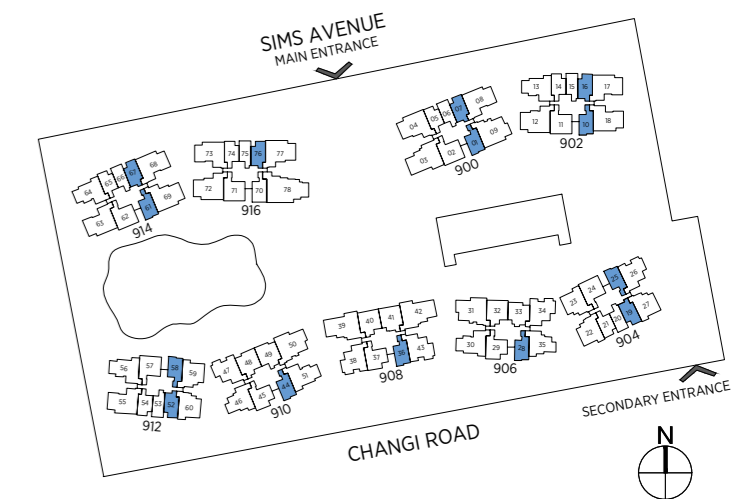 SIMS AVENUE
MAIN ENTRANCE
13 14 15 16 17
12 11 10 18
902
04 05 06 07 08
03 02 01 09
900
73 74 75 76 77
72 71 70 78
916
64 65 66 67 68
63 62 61 69
914
23 24 25 26
22 21 20 19 27
904
31 32 33 34
30 29 28 35
906
39 40 41 42
38 37 36 43
908
47 48 49 50
46 45 44 51
910
56 57 58 59
55 54 53 52 60
912
SECONDARY ENTRANCE
CHANGI ROAD
N